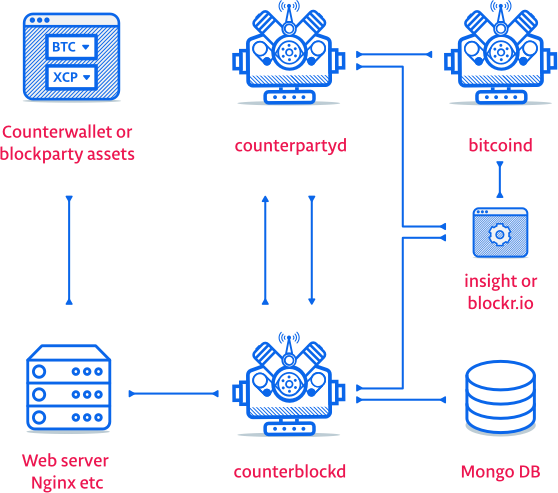 BTC
XCP
Counterwallet or
blockparty assets
counterpartyd
bitcoind
insight or
blockr.io
Web server
Nginx etc
counterblockd
Mongo DB